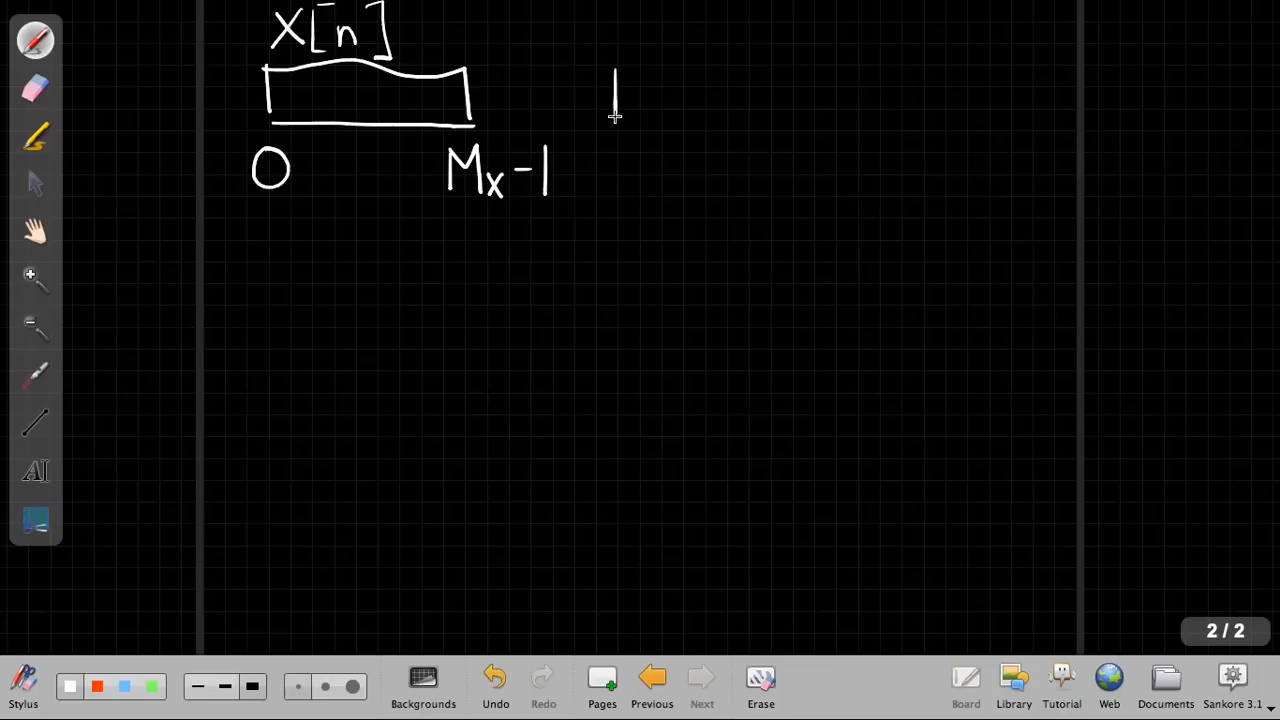 X[n]
0 Mx-1
AI
2 / 2
Stylus Backgrounds Undo Redo Pages Previous Next Erase Board Library Tutorial Web Documents Sankore 3.1